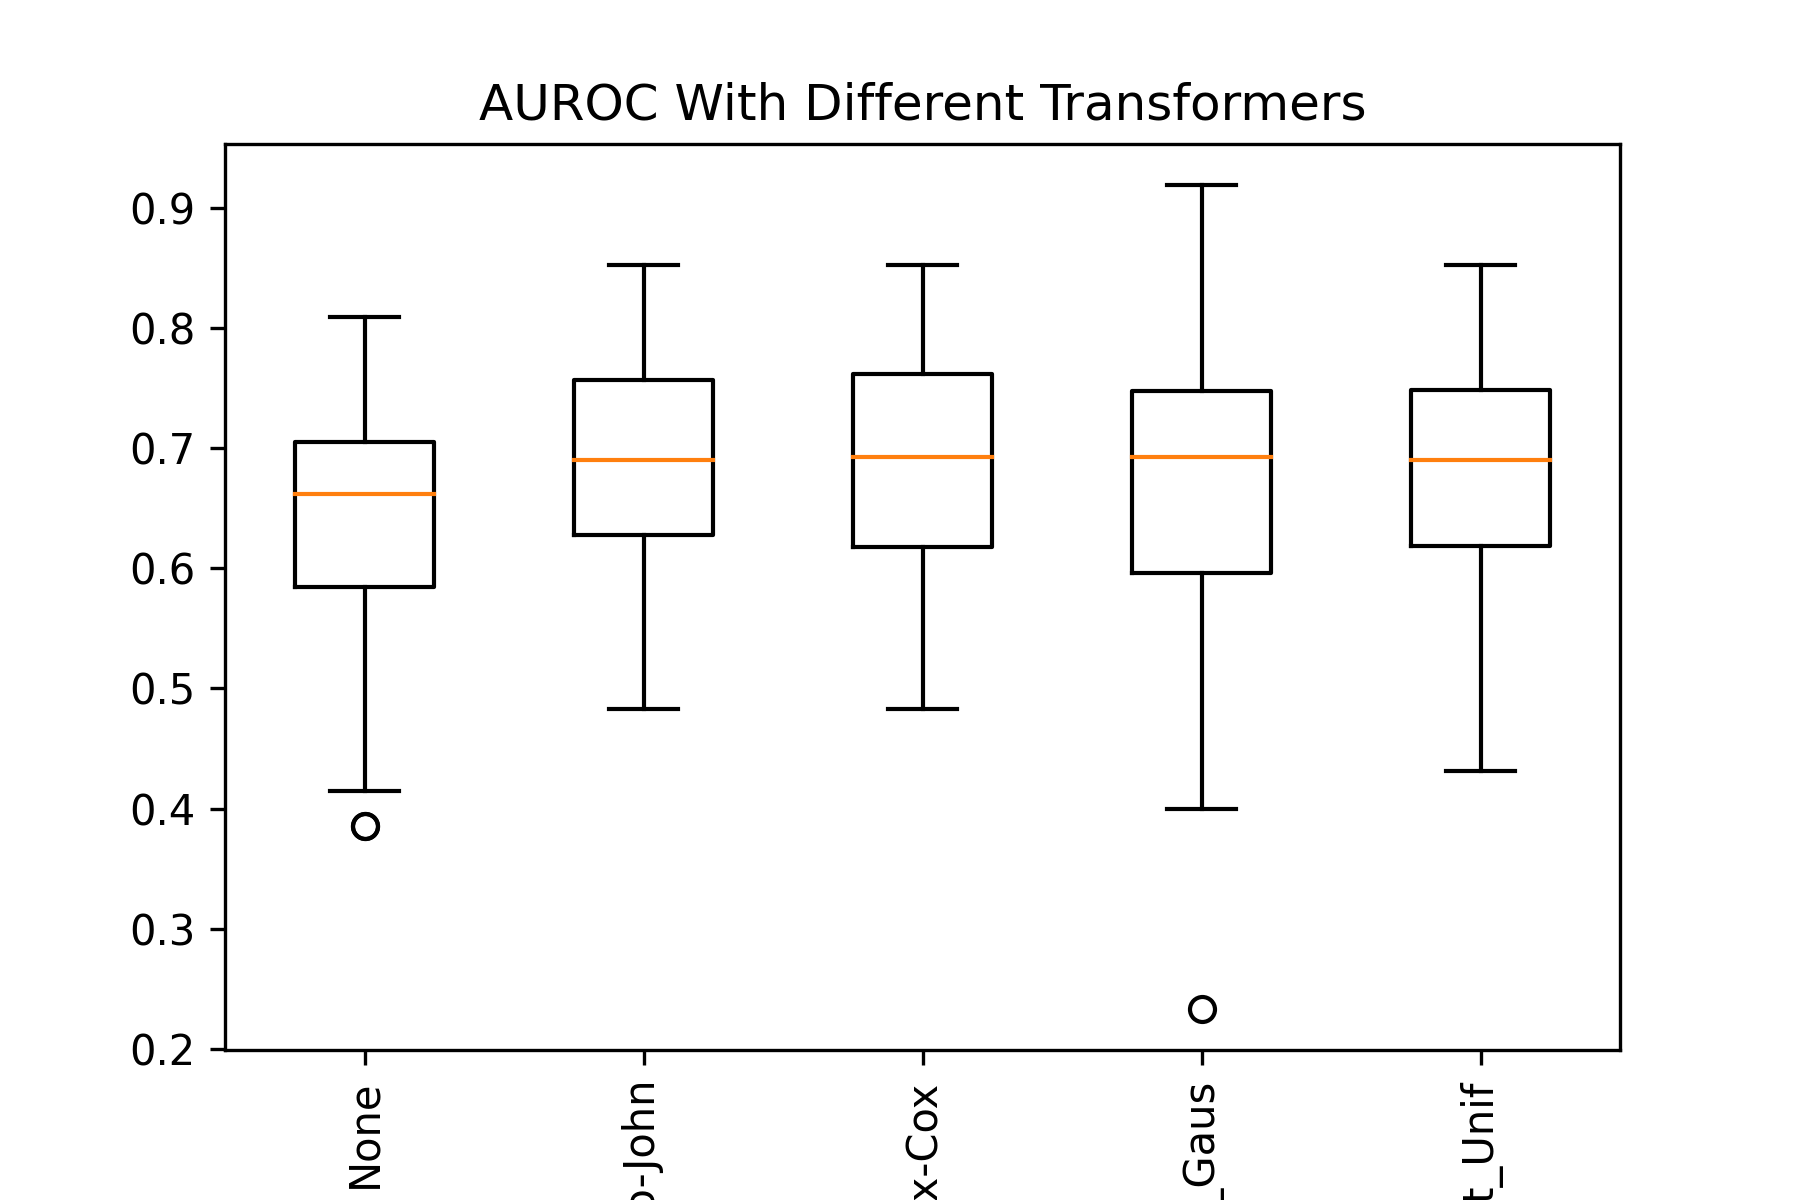 AUROC With Different Transformers
0.9
0.8
0.7
0.6
0.5
0.4
0.3
0.2
None
o-John
x-Cox
_Gaus
t_Unif